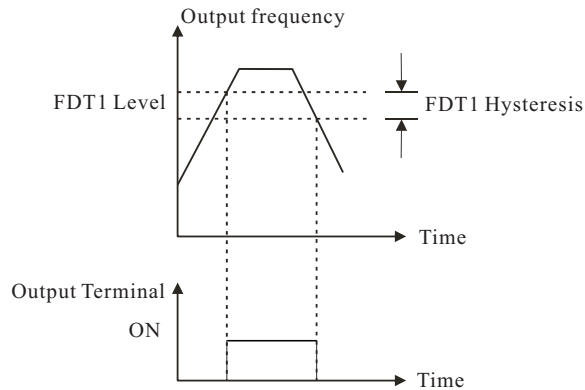 Output frequency
FDT1 Level
FDT1 Hysteresis
Time
Output Terminal
ON
Time